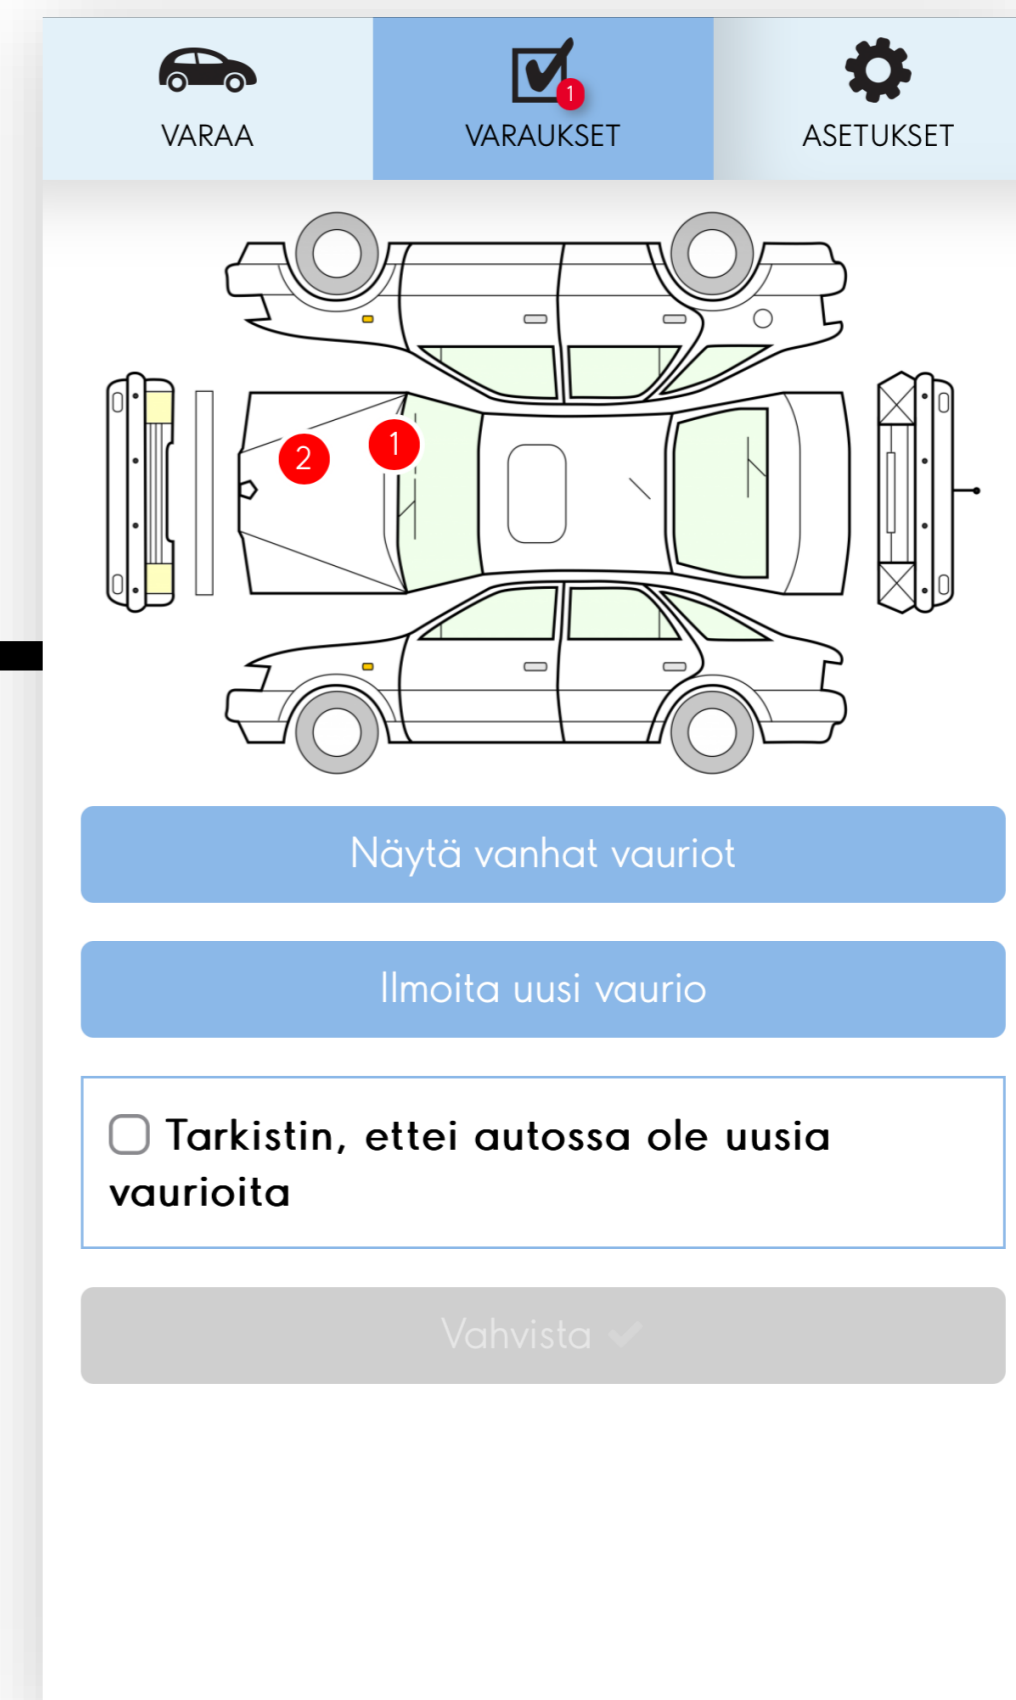 VARAA
1
VARAUKSET
ASETUKSET
1
2
Näytä vanhat vauriot
Ilmoita uusi vaurio
Tarkistin, ettei autossa ole uusia
vaurioita
Vahvista